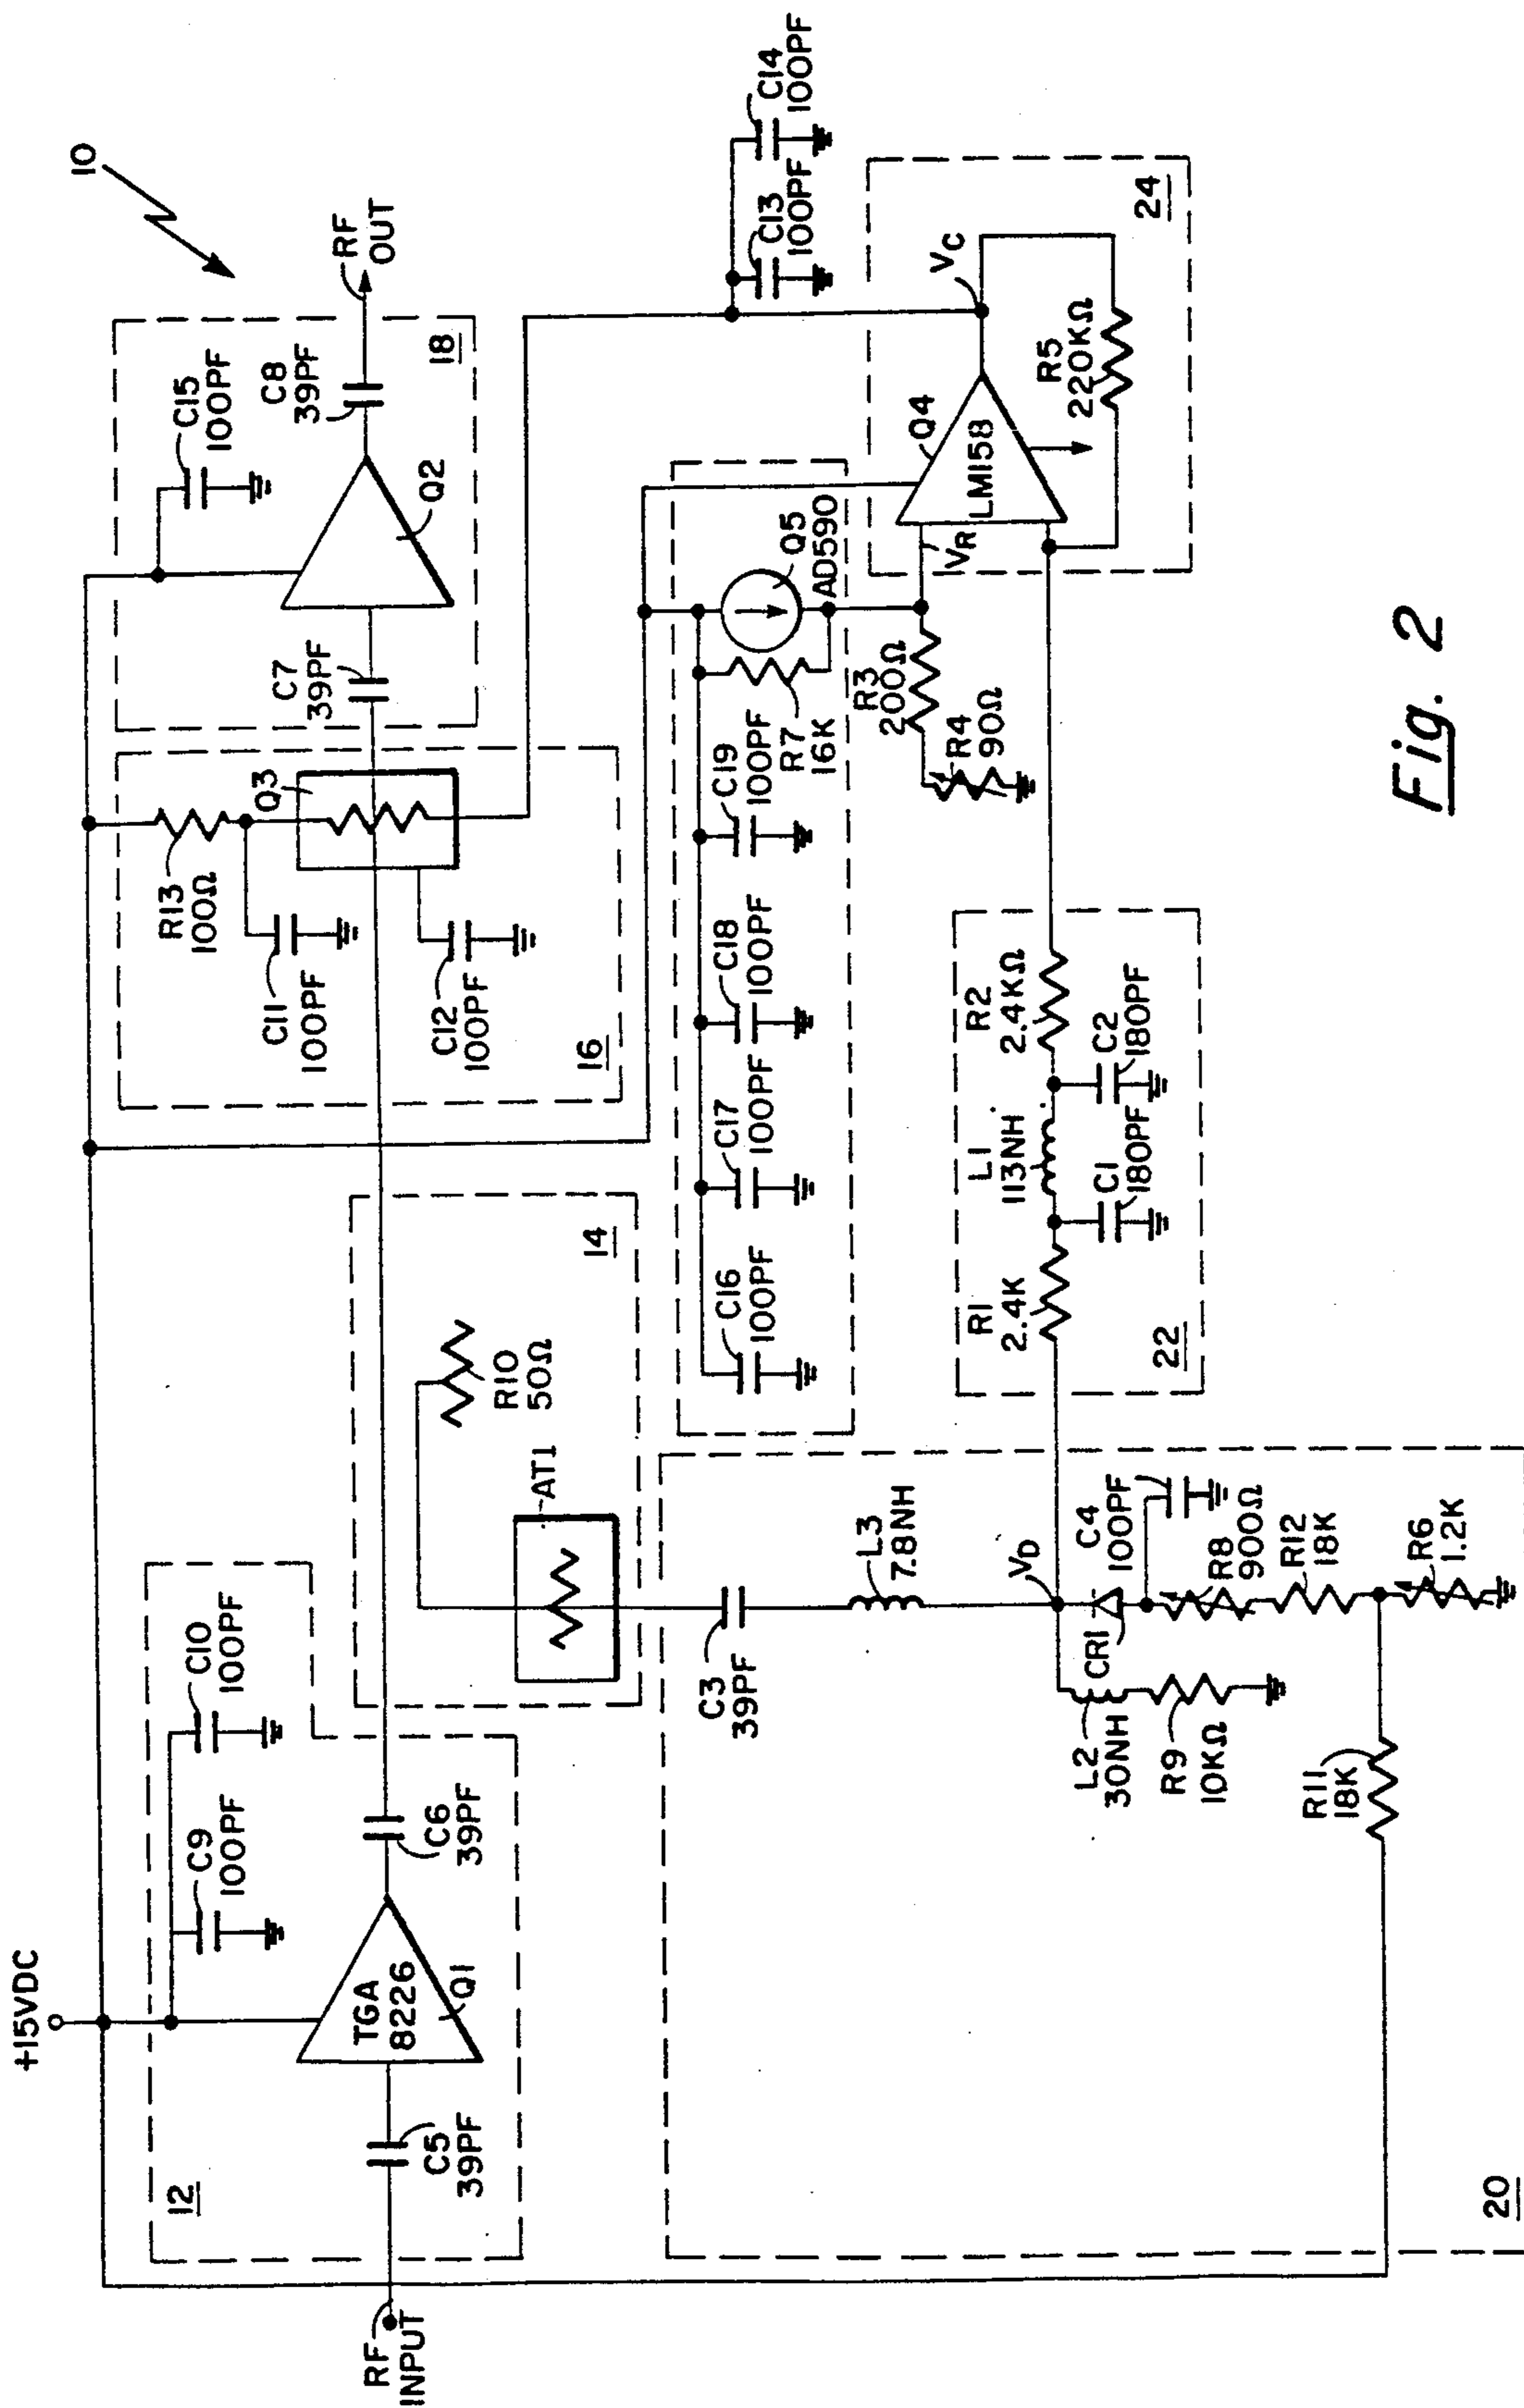 10
+15VDC
12
C9
100PF
C10
100PF
TGA
8226
Q1
C5
39PF
C6
39PF
RF
INPUT
R13
100Ω
C11
100PF
C12
100PF
Q3
16
C15
100PF
C7
39PF
Q2
C8
39PF
18
RF
OUT
AT1
R10
50Ω
14
C16
100PF
C17
100PF
C18
100PF
C19
100PF
R7
16K
Q5
AD590
C13
100PF
C14
100PF
R3
200Ω
R4
90Ω
VR
Q4
LM158
VC
R5
220KΩ
24
C3
39PF
L3
7.8NH
VD
CR1
C4
100PF
R8
900Ω
R12
18K
R6
1.2K
L2
30NH
R9
10KΩ
R11
18K
20
R1
2.4K
L1
113NH
R2
2.4KΩ
C1
180PF
C2
180PF
22
Fig. 2